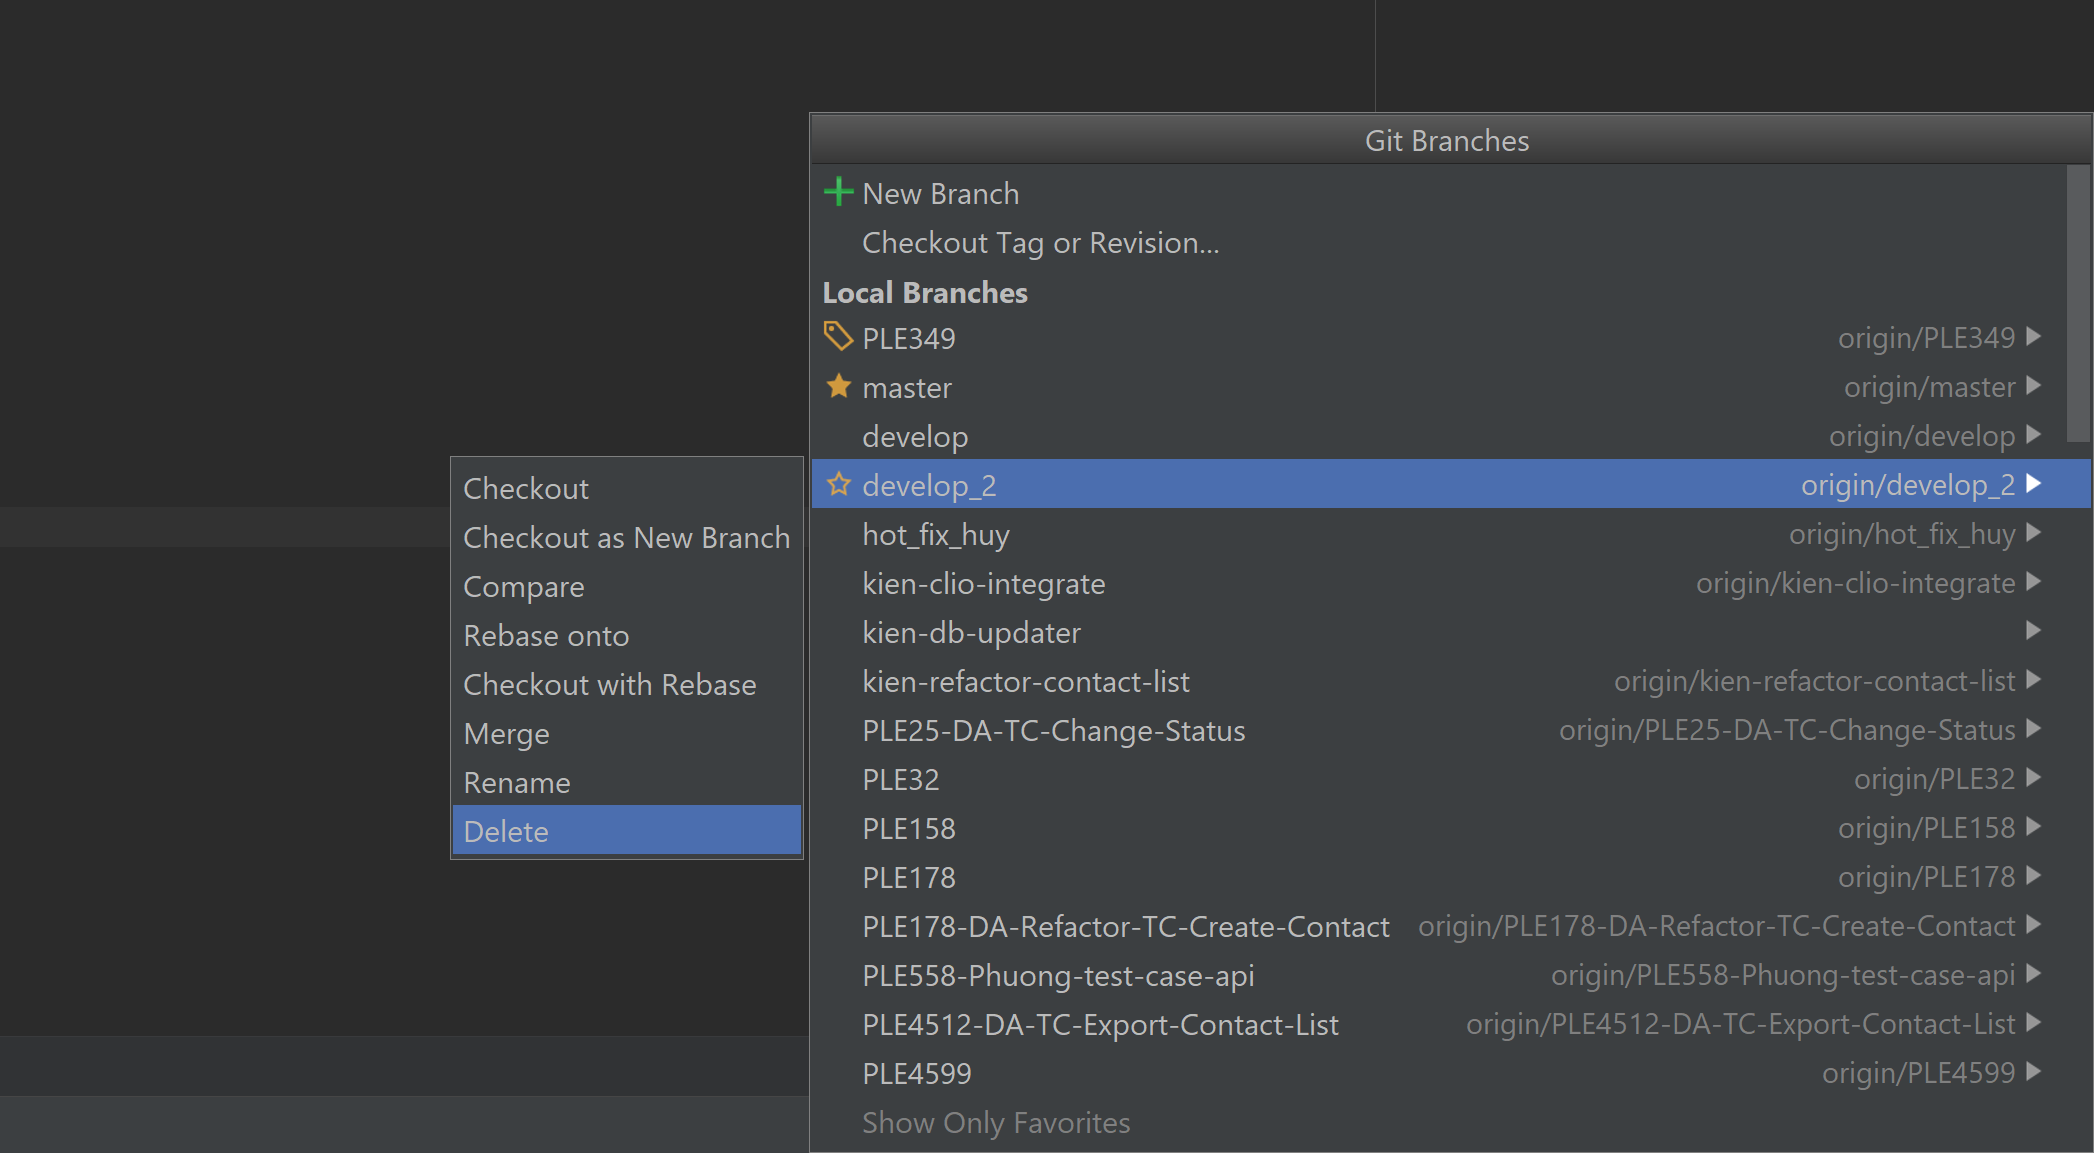 Git Branches
New Branch
Checkout Tag or Revision...
Local Branches
PLE349 origin/PLE349
master origin/master
develop origin/develop
develop_2 origin/develop_2
hot_fix_huy origin/hot_fix_huy
kien-clio-integrate origin/kien-clio-integrate
kien-db-updater
kien-refactor-contact-list origin/kien-refactor-contact-list
PLE25-DA-TC-Change-Status origin/PLE25-DA-TC-Change-Status
PLE32 origin/PLE32
PLE158 origin/PLE158
PLE178 origin/PLE178
PLE178-DA-Refactor-TC-Create-Contact origin/PLE178-DA-Refactor-TC-Create-Contact
PLE558-Phuong-test-case-api origin/PLE558-Phuong-test-case-api
PLE4512-DA-TC-Export-Contact-List origin/PLE4512-DA-TC-Export-Contact-List
PLE4599 origin/PLE4599
Show Only Favorites
Checkout
Checkout as New Branch
Compare
Rebase onto
Checkout with Rebase
Merge
Rename
Delete